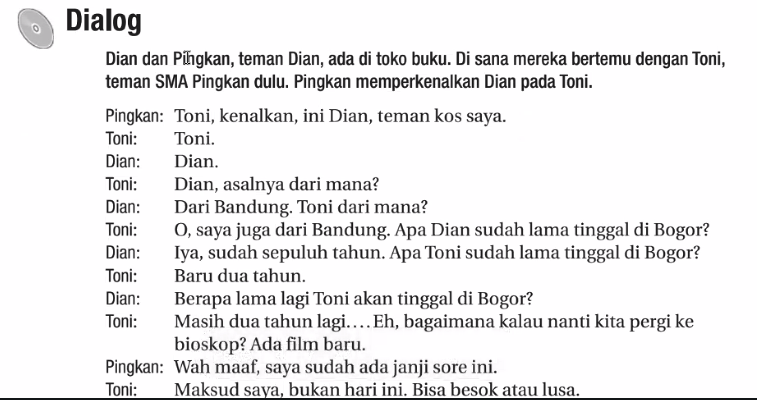 Dialog
Dian dan Pingkan, teman Dian, ada di toko buku. Di sana mereka bertemu dengan Toni,
teman SMA Pingkan dulu. Pingkan memperkenalkan Dian pada Toni.
Pingkan: Toni, kenalkan, ini Dian, teman kos saya.
Toni: Toni.
Dian: Dian.
Toni: Dian, asalnya dari mana?
Dian: Dari Bandung. Toni dari mana?
Toni: O, saya juga dari Bandung. Apa Dian sudah lama tinggal di Bogor?
Dian: Iya, sudah sepuluh tahun. Apa Toni sudah lama tinggal di Bogor?
Toni: Baru dua tahun.
Dian: Berapa lama lagi Toni akan tinggal di Bogor?
Toni: Masih dua tahun lagi.... Eh, bagaimana kalau nanti kita pergi ke
bioskop? Ada film baru.
Pingkan: Wah maaf, saya sudah ada janji sore ini.
Toni: Maksud saya, bukan hari ini. Bisa besok atau lusa.